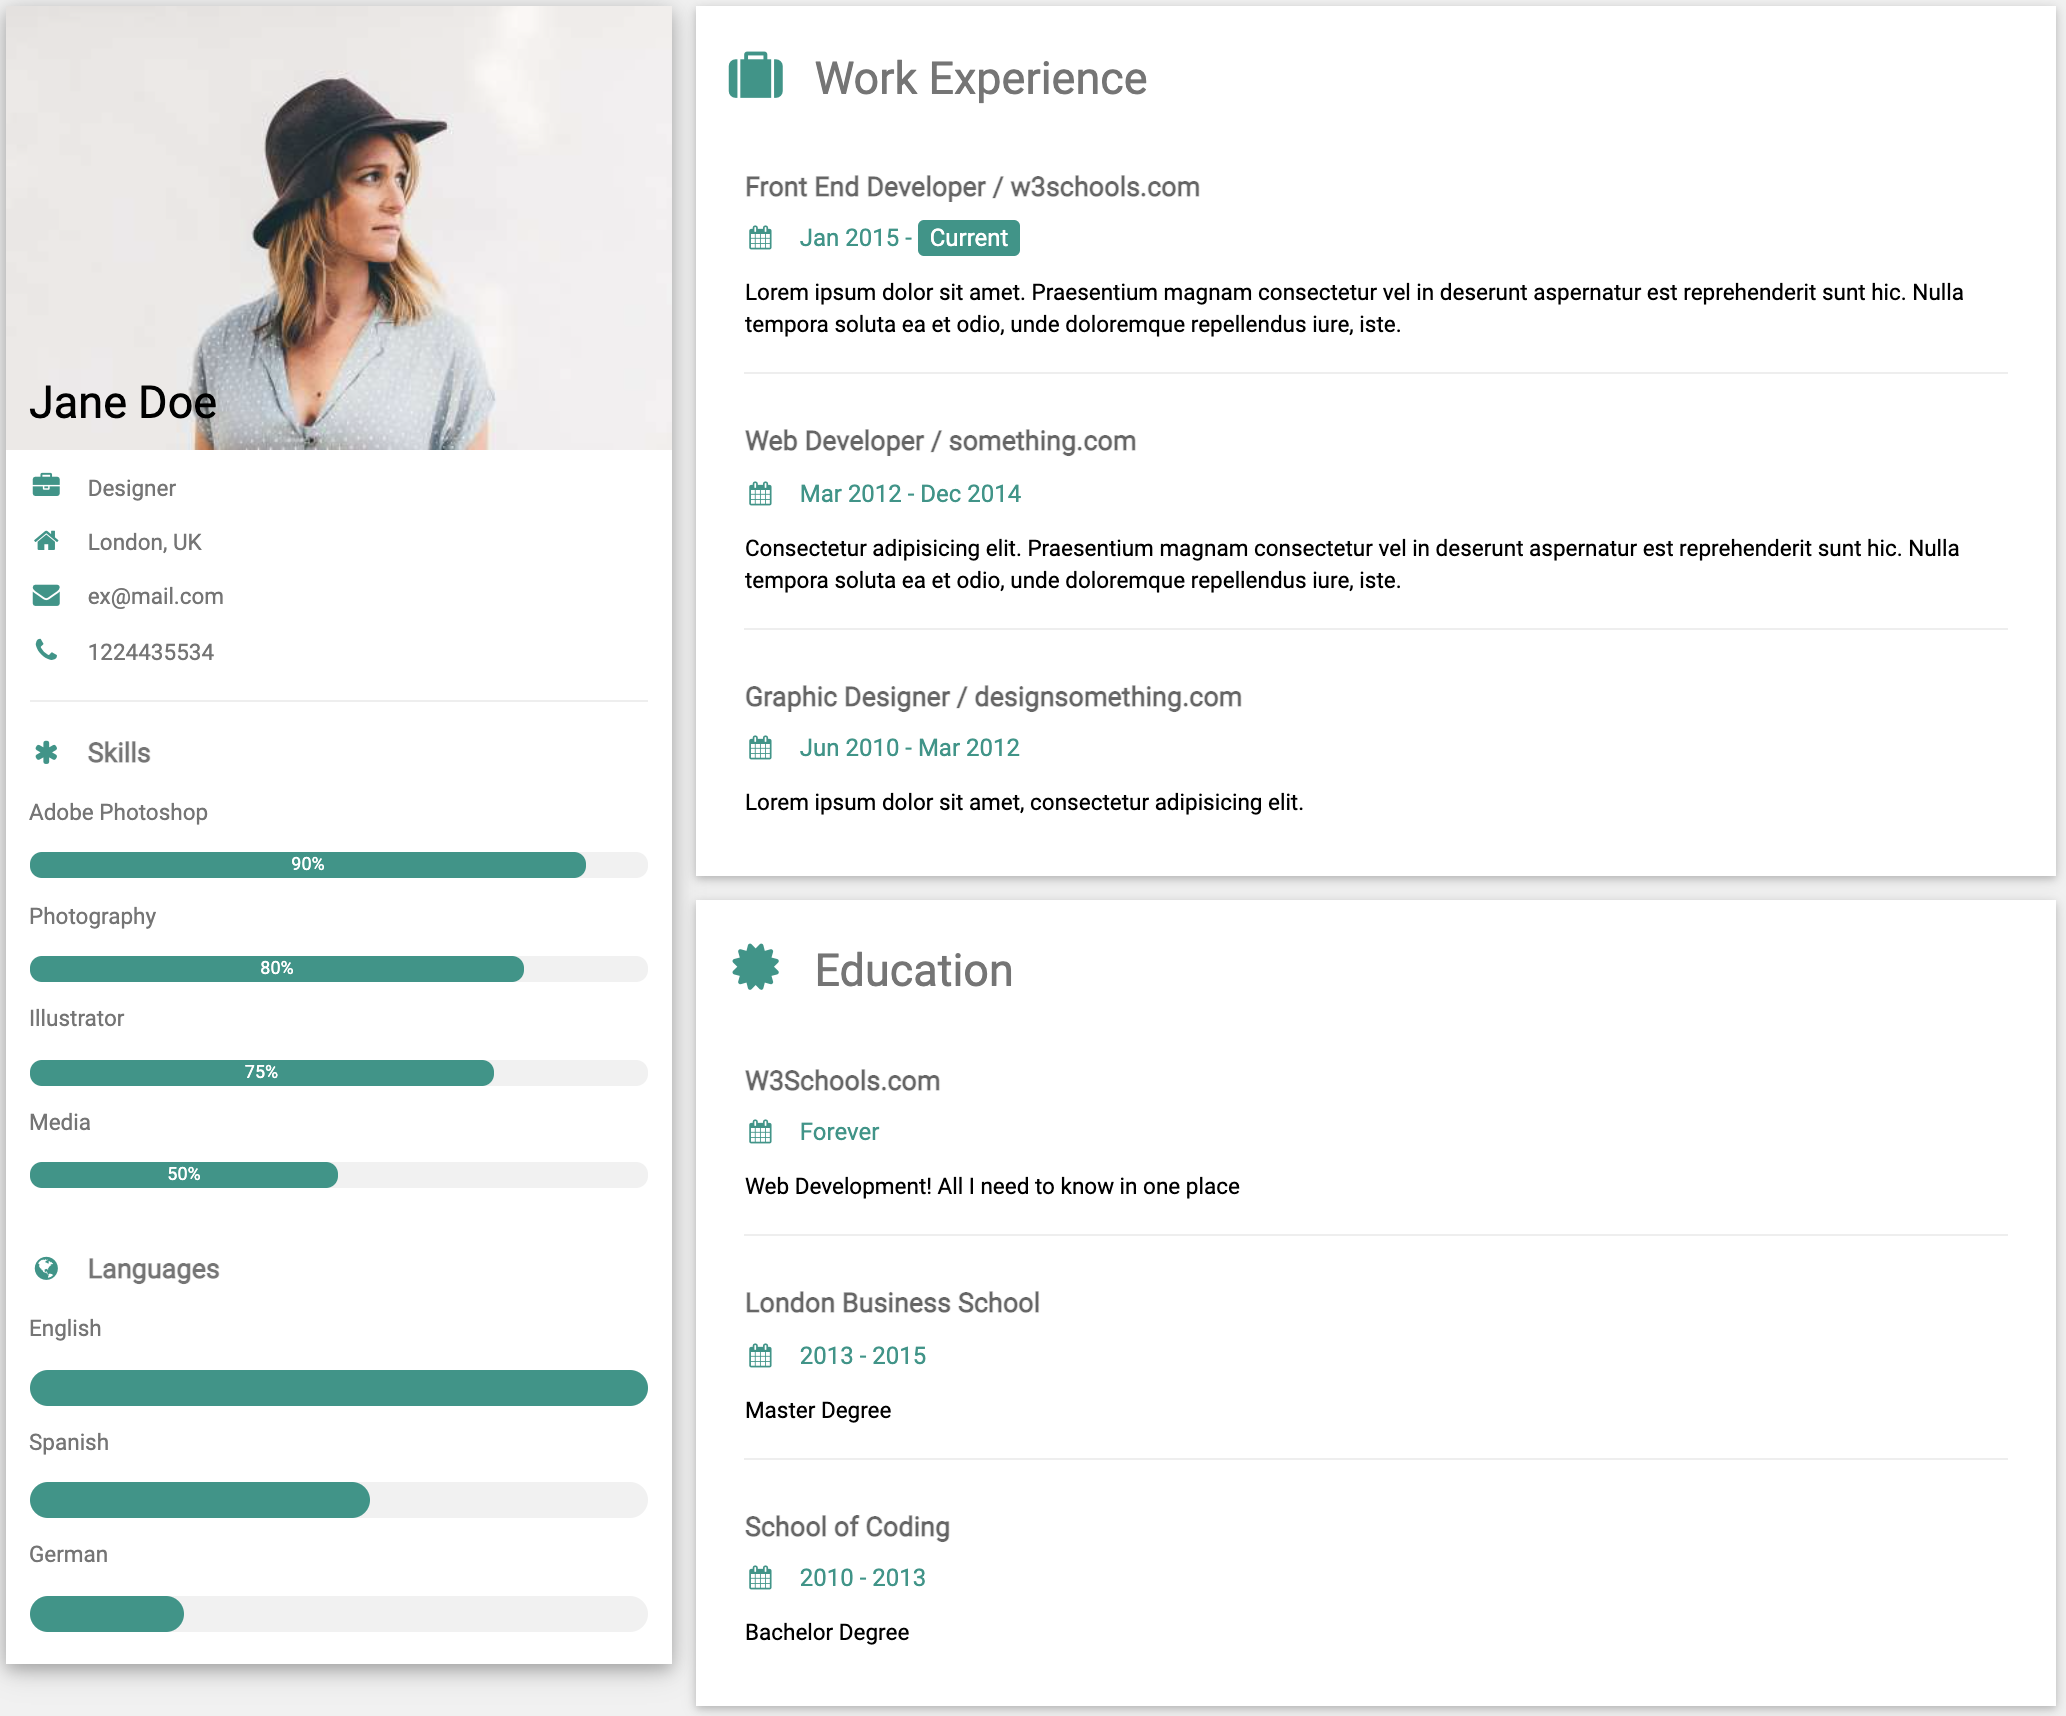 Jane Doe
Designer
London, UK
ex@mail.com
1224435534
Skills
Adobe Photoshop
90%
Photography
80%
Illustrator
75%
Media
50%
Languages
English
Spanish
German
Work Experience
Front End Developer / w3schools.com
Jan 2015 - Current
Lorem ipsum dolor sit amet. Praesentium magnam consectetur vel in deserunt aspernatur est reprehenderit sunt hic. Nulla
tempora soluta ea et odio, unde doloremque repellendus iure, iste.
Web Developer / something.com
Mar 2012 - Dec 2014
Consectetur adipisicing elit. Praesentium magnam consectetur vel in deserunt aspernatur est reprehenderit sunt hic. Nulla
tempora soluta ea et odio, unde doloremque repellendus iure, iste.
Graphic Designer / designsomething.com
Jun 2010 - Mar 2012
Lorem ipsum dolor sit amet, consectetur adipisicing elit.
Education
W3Schools.com
Forever
Web Development! All I need to know in one place
London Business School
2013 - 2015
Master Degree
School of Coding
2010 - 2013
Bachelor Degree